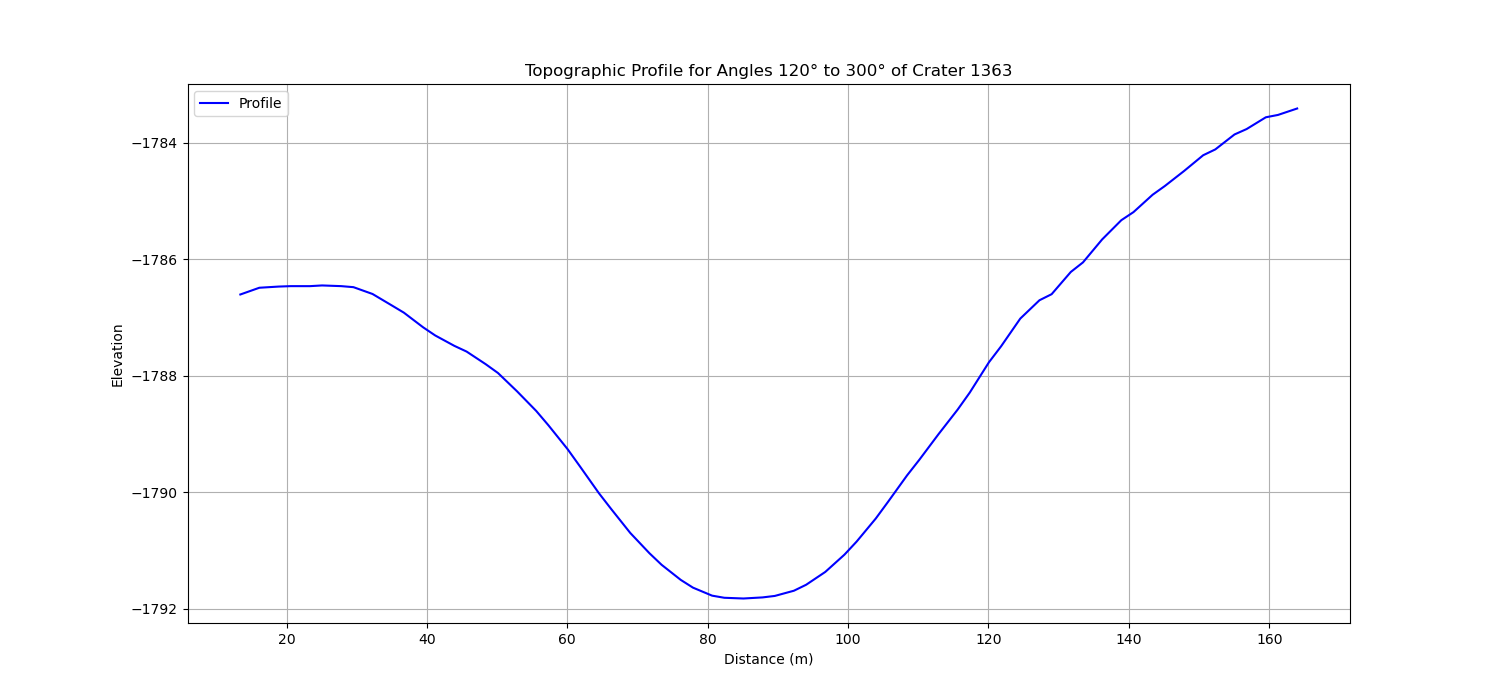 Topographic Profile for Angles 120° to 300° of Crater 1363
Profile
−1784
−1786
−1788
−1790
−1792
Elevation
20 40 60 80 100 120 140 160
Distance (m)